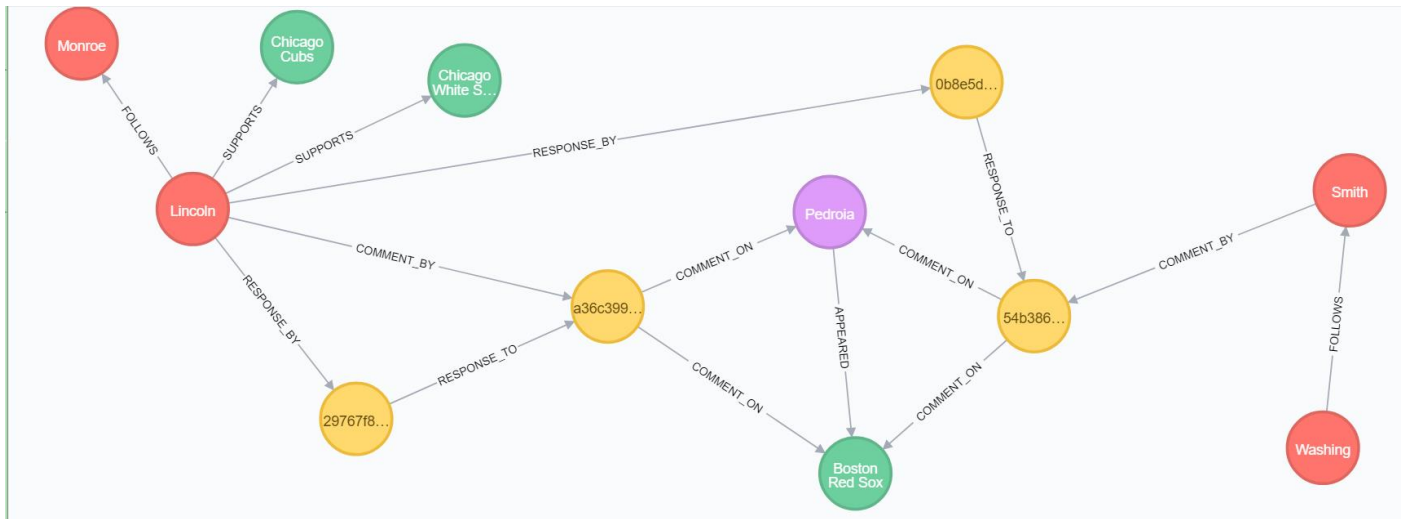 Monroe
Chicago
Cubs
Chicago
White S...
0b8e5d...
FOLLOWS
SUPPORTS
SUPPORTS
RESPONSE_BY
RESPONSE_TO
Lincoln
Pedroia
Smith
COMMENT_BY
COMMENT_ON
COMMENT_ON
COMMENT_BY
RESPONSE_BY
a36c399...
54b386...
APPEARED
FOLLOWS
RESPONSE_TO
COMMENT_ON
COMMENT_ON
29767f8...
Boston
Red Sox
Washing